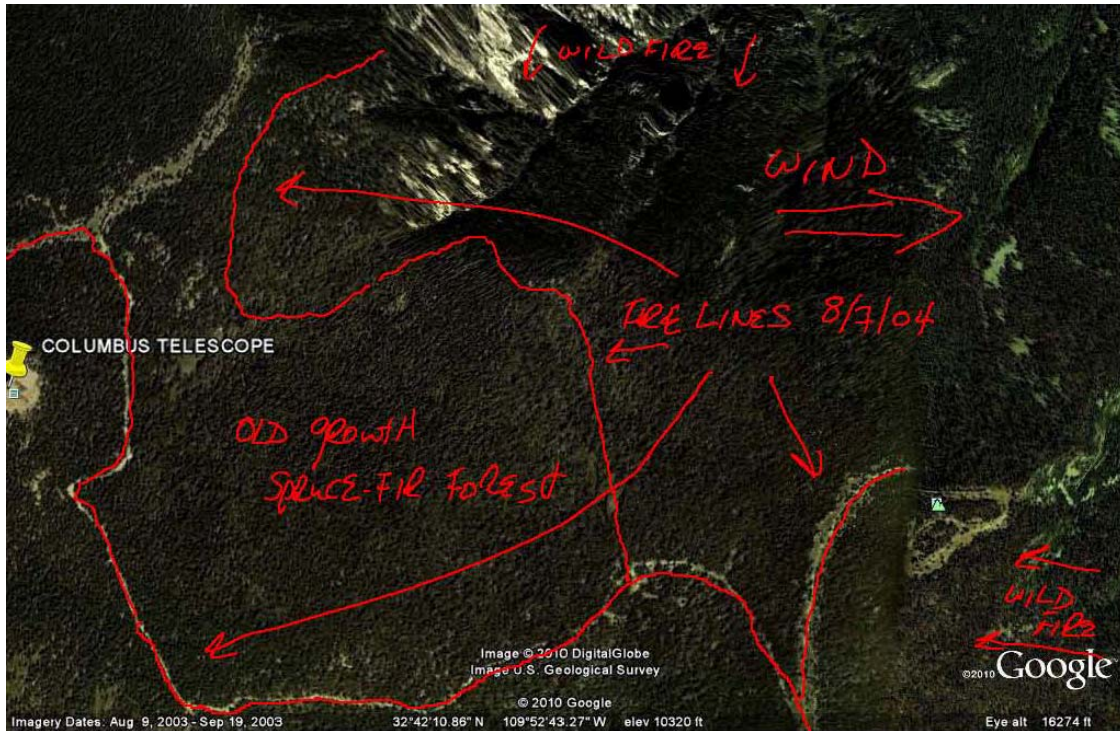 WILDFIRE
WIND
FIRE LINES 8/7/04
COLUMBUS TELESCOPE
OLD GROWTH
SPRUCE-FIR FOREST
WILD
FIRE
Image © 2010 DigitalGlobe
Image U.S. Geological Survey
© 2010 Google
©2010 Google
Imagery Dates: Aug 9, 2003 - Sep 19, 2003
32°42'10.86" N 109°52'43.27" W elev 10320 ft
Eye alt 16274 ft